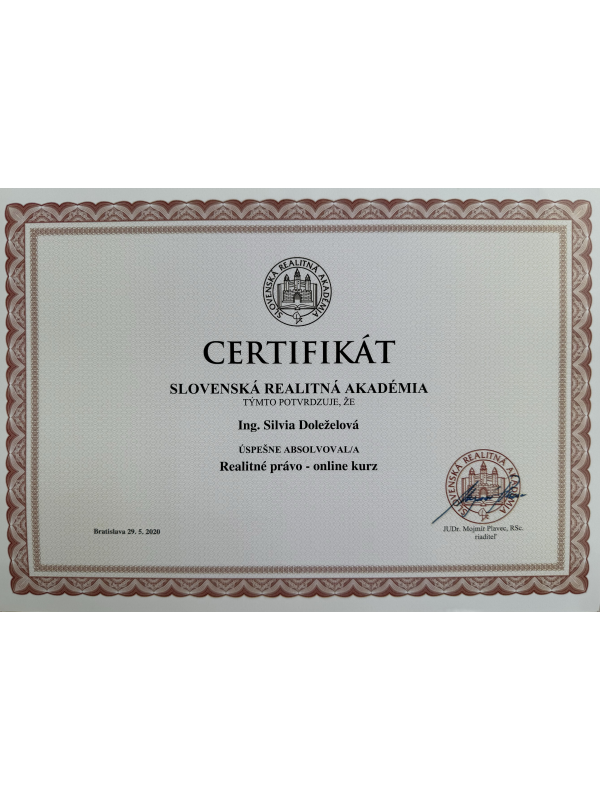 SLOVENSKÁ REALITNÁ AKADÉMIA
CERTIFIKÁT
SLOVENSKÁ REALITNÁ AKADÉMIA
TÝMTO POTVRDZUJE, ŽE
Ing. Silvia Doleželová
ÚSPEŠNE ABSOLVOVAL/A
Realitné právo - online kurz
SLOVENSKÁ REALITNÁ AKADÉMIA
Bratislava 29. 5. 2020
JUDr. Mojmír Plavec, RSc.
riaditeľ